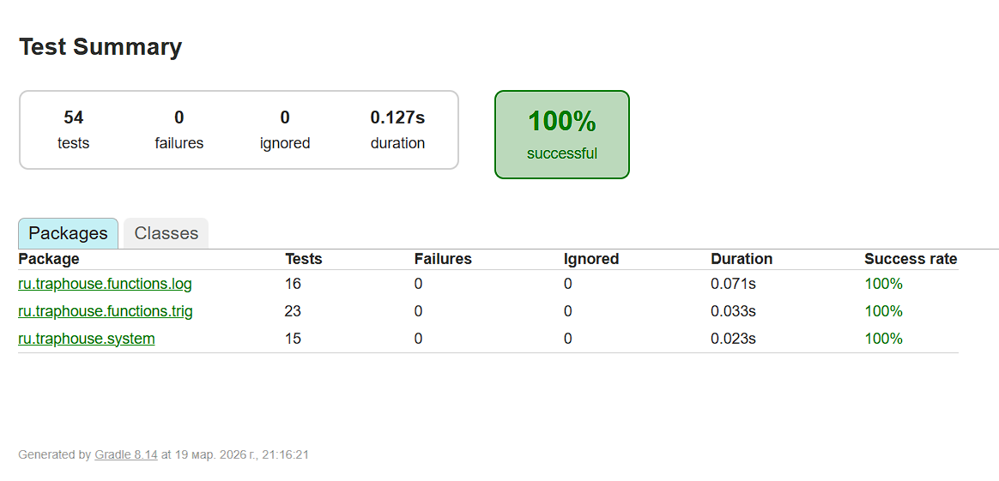 Test Summary
54 0 0 0.127s
tests failures ignored duration
100%
successful
Packages Classes
Package Tests Failures Ignored Duration Success rate
ru.traphouse.functions.log 16 0 0 0.071s 100%
ru.traphouse.functions.trig 23 0 0 0.033s 100%
ru.traphouse.system 15 0 0 0.023s 100%
Generated by Gradle 8.14 at 19 мар. 2026 г., 21:16:21